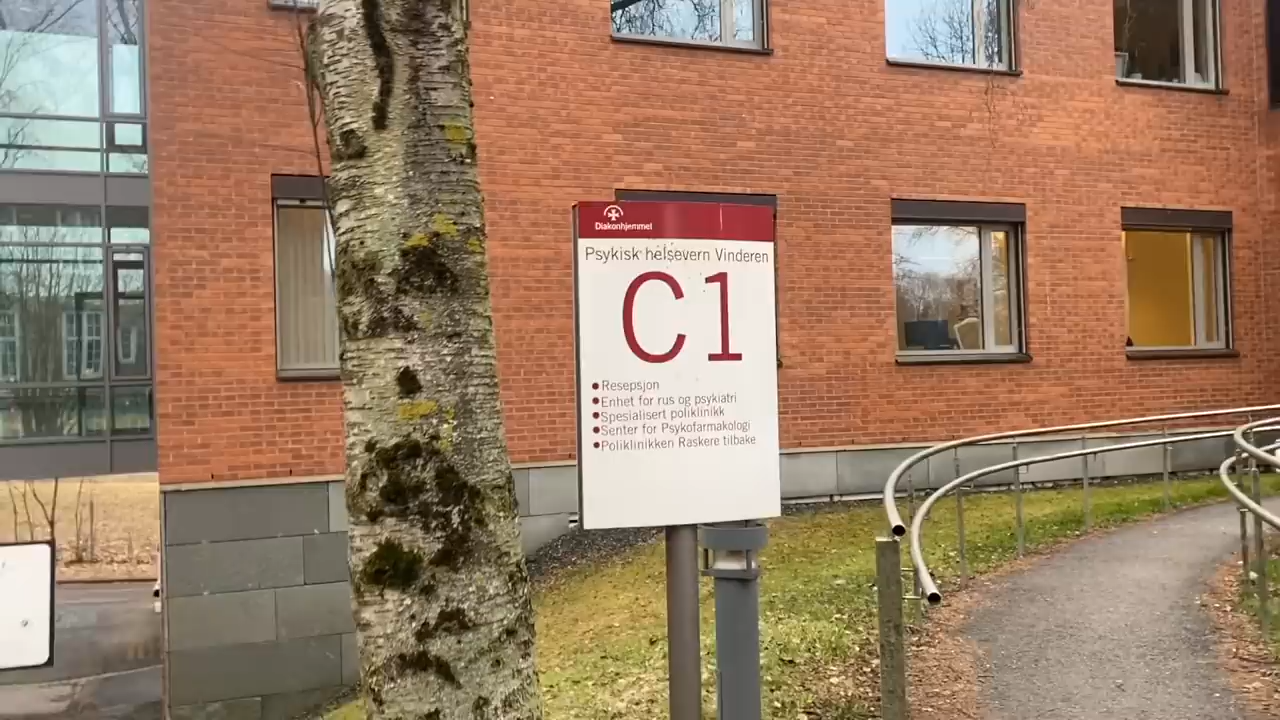 Diakonhjemmet
Psykisk helsevern Vinderen
C1
Resepsjon
Enhet for rus og psykiatri
Spesialisert poliklinikk
Senter for Psykofarmakologi
Poliklinikken Raskere tilbake